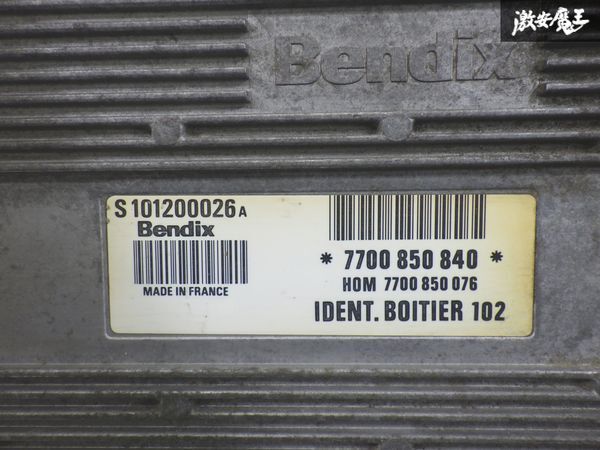 激安魔王
Bendix
S 101200026 A
Bendix
MADE IN FRANCE
* 7700 850 840 *
HOM 7700 850 076
IDENT. BOITIER 102